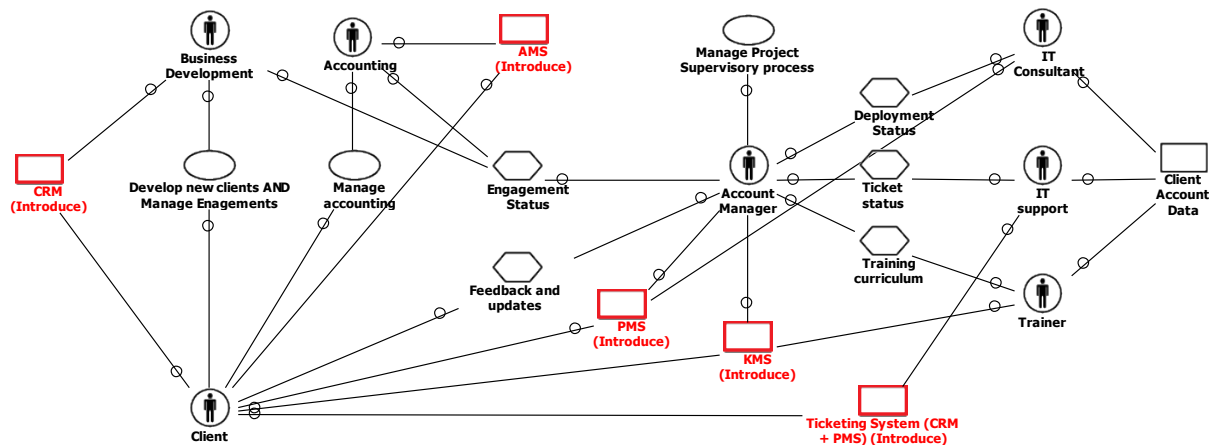 Business
Development
Accounting
AMS
(Introduce)
Manage Project
Supervisory process
IT
Consultant
Deployment
Status
CRM
(Introduce)
Develop new clients AND
Manage Enagements
Manage
accounting
Engagement
Status
Account
Manager
Ticket
status
IT
support
Client
Account
Data
Feedback and
updates
Training
curriculum
PMS
(Introduce)
KMS
(Introduce)
Trainer
Client
Ticketing System (CRM
+ PMS) (Introduce)